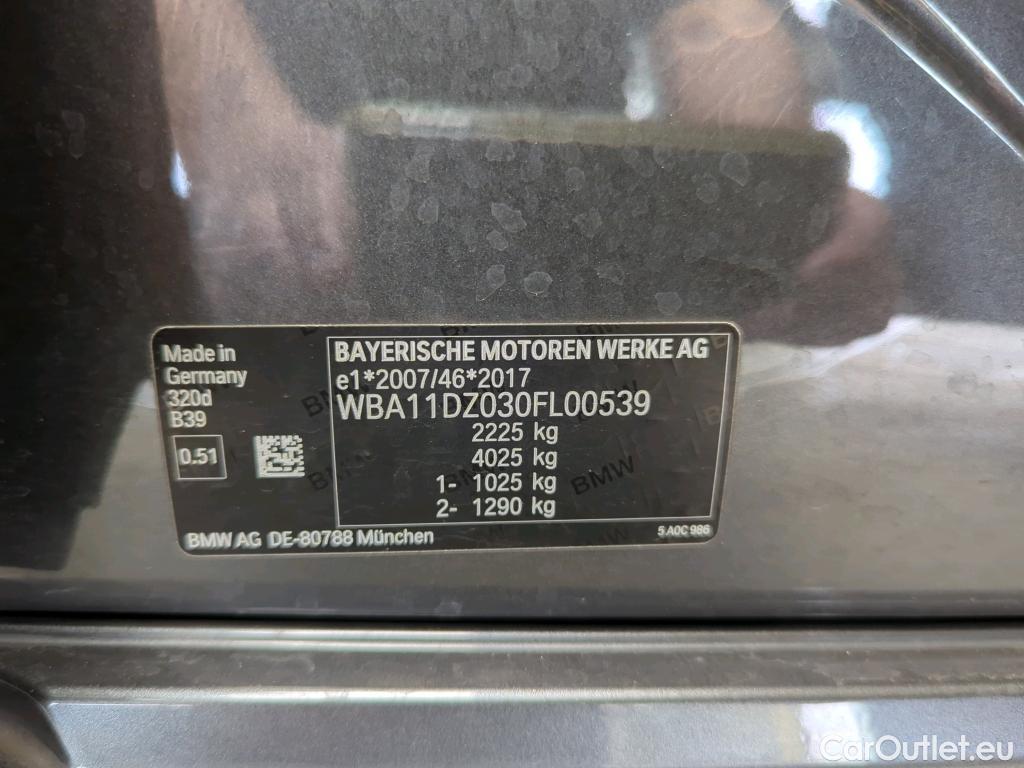 Made in
Germany
320d
B39
0.51
BAYERISCHE MOTOREN WERKE AG
e1*2007/46*2017
WBA11DZ030FL00539
2225 kg
4025 kg
1- 1025 kg
2- 1290 kg
BMW AG DE-80788 München
5 A0C 986
BMW
CarOutlet.eu